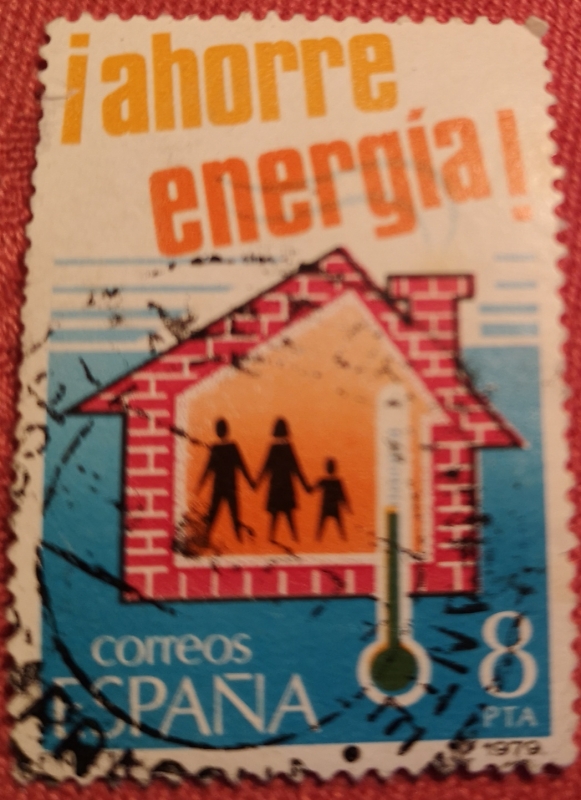 ¡ahorre
energía!
correos
ESPAÑA
8
PTA
1979